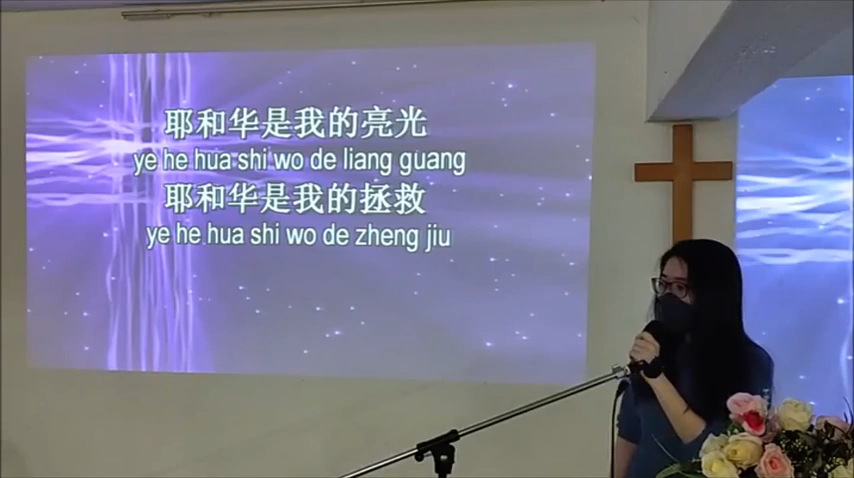 耶和华是我的亮光
ye he hua shi wo de liang guang
耶和华是我的拯救
ye he hua shi wo de zheng jiu